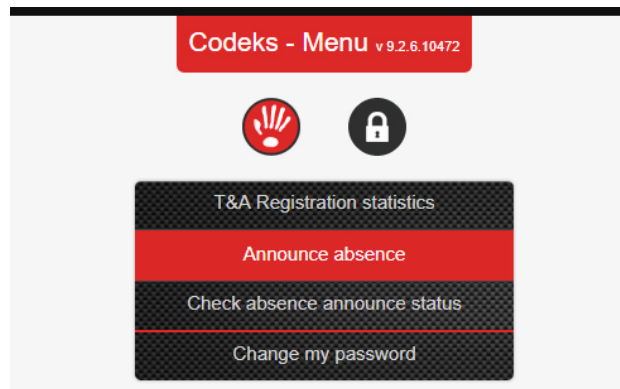 Codeks - Menu v 9.2.6.10472
T&A Registration statistics
Announce absence
Check absence announce status
Change my password